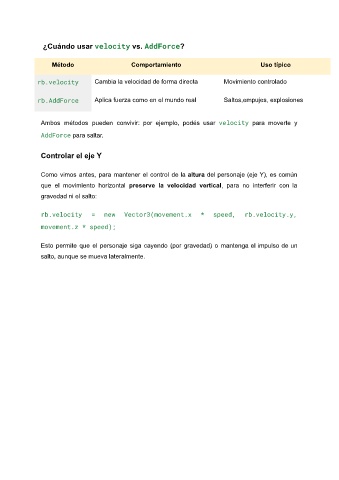 ¿Cuándo usar velocity vs. AddForce?
Método Comportamiento Uso típico
rb.velocity Cambia la velocidad de forma directa Movimiento controlado
rb.AddForce Aplica fuerza como en el mundo real Saltos,empujes, explosiones
Ambos métodos pueden convivir: por ejemplo, podés usar velocity para moverte y
AddForce para saltar.
Controlar el eje Y
Como vimos antes, para mantener el control de la altura del personaje (eje Y), es común
que el movimiento horizontal preserve la velocidad vertical, para no interferir con la
gravedad ni el salto:
rb.velocity = new Vector3(movement.x * speed, rb.velocity.y,
movement.z * speed);
Esto permite que el personaje siga cayendo (por gravedad) o mantenga el impulso de un
salto, aunque se mueva lateralmente.